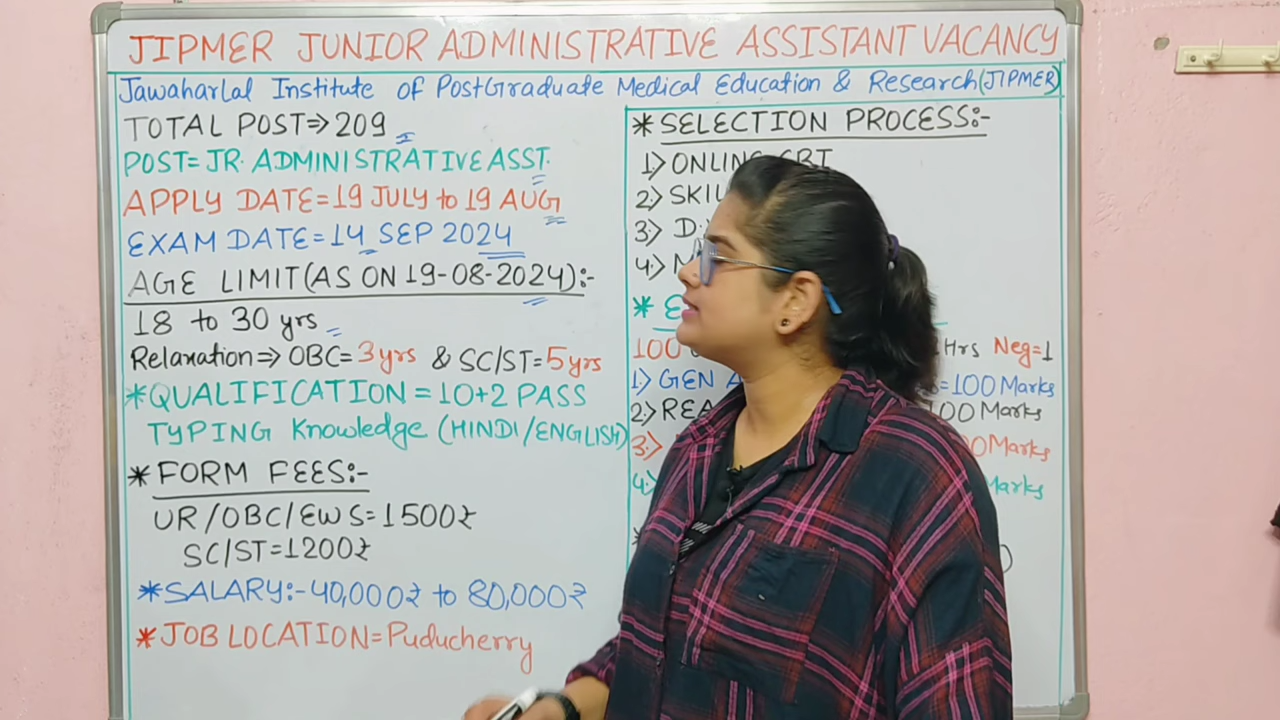 JIPMER JUNIOR ADMINISTRATIVE ASSISTANT VACANCY
Jawaharlal Institute of PostGraduate Medical Education & Research(JIPMER)
TOTAL POST⇒209
POST=JR. ADMINISTRATIVE ASST.
APPLY DATE=19 JULY to 19 AUG
EXAM DATE=14 SEP 2024
AGE LIMIT(AS ON 19-08-2024):-
18 to 30 yrs
Relaxation⇒OBC=3yrs & SC/ST=5yrs
*QUALIFICATION=10+2 PASS
TYPING Knowledge (HINDI/ENGLISH)
*FORM FEES:-
UR/OBC/EWS=1500₹
SC/ST=1200₹
*SALARY:-40,000₹ to 80,000₹
*JOB LOCATION=Puducherry
*SELECTION PROCESS:-
1.) ONLINE CBT
2.)
3.)
4.)
*
100 Hrs Neg=1
1.) GEN =100 Marks
2.) 100 Marks
3.) Marks
4.) Marks